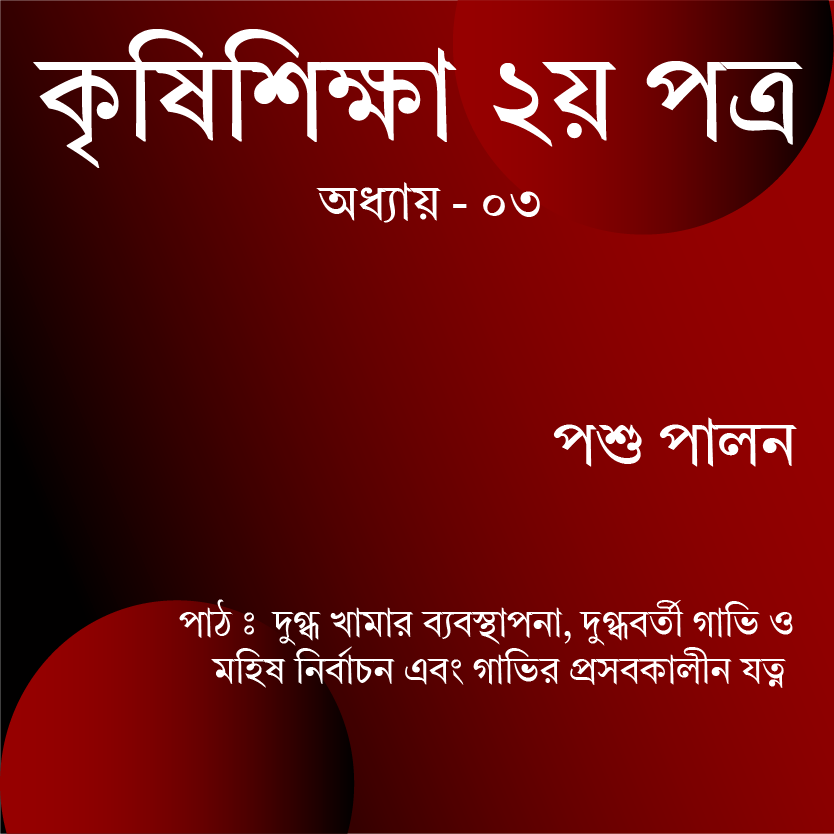 কৃষিশিক্ষা ২য় পত্র
অধ্যায় - ০৩
পশু পালন
পাঠ ঃ দুগ্ধ খামার ব্যবস্থাপনা, দুগ্ধবর্তী গাভি ও
মহিষ নির্বাচন এবং গাভির প্রসবকালীন যত্ন